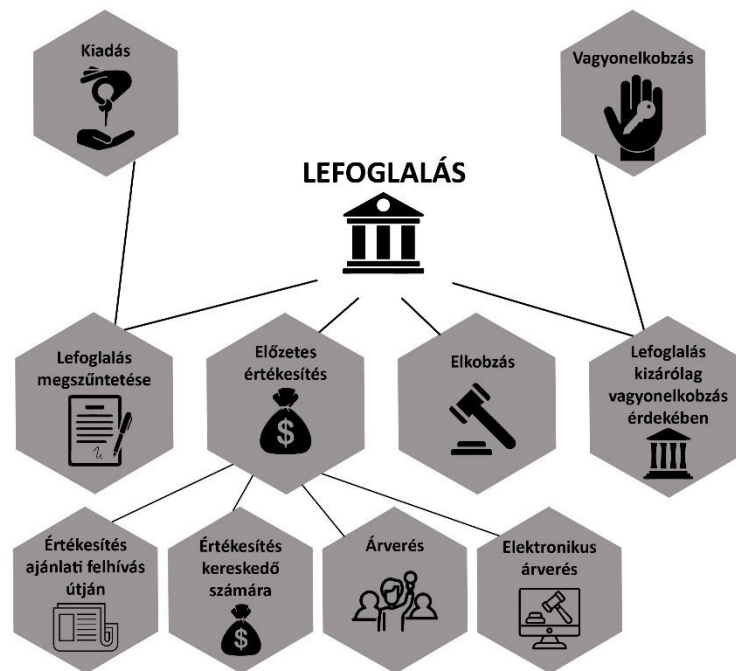 Kiadás
Vagyonelkobzás
LEFOGLALÁS
Lefoglalás
megszűntetése
Előzetes
értékesítés
$
Elkobzás
Lefoglalás
kizárólag
vagyonelkobzás
érdekében
Értékesítés
ajánlati felhívás
útján
Értékesítés
kereskedő
számára
$
Árverés
Elektronikus
árverés